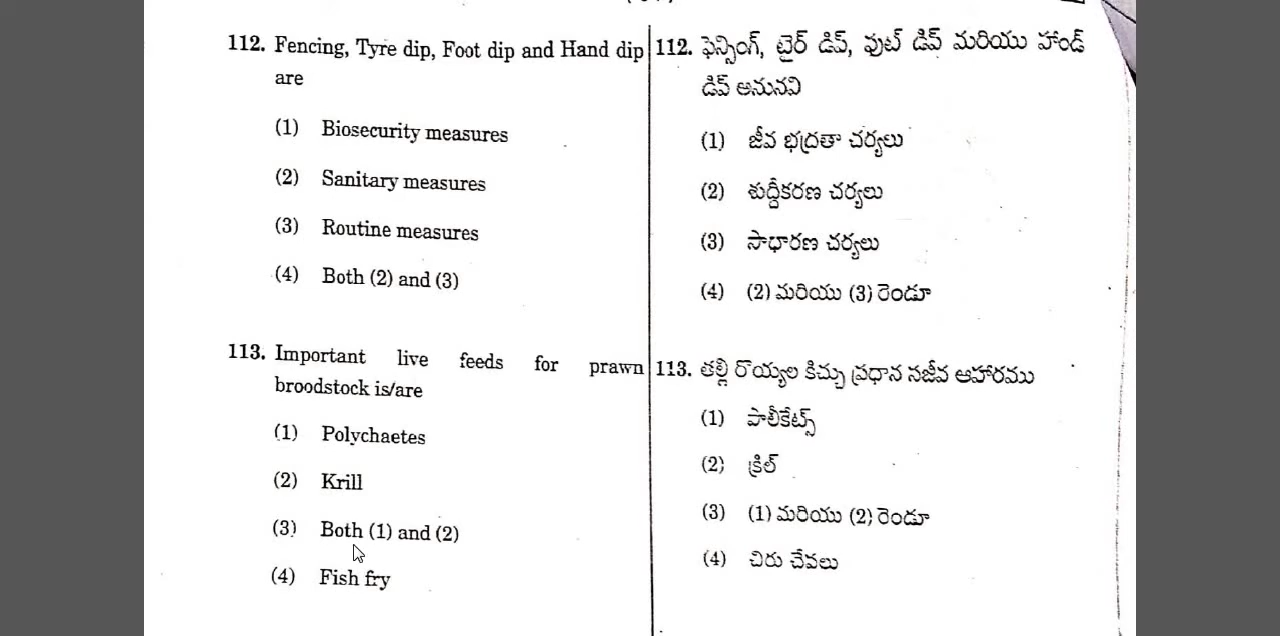 112. Fencing, Tyre dip, Foot dip and Hand dip
are
(1) Biosecurity measures
(2) Sanitary measures
(3) Routine measures
(4) Both (2) and (3)
113. Important live feeds for prawn
broodstock is/are
(1) Polychaetes
(2) Krill
(3) Both (1) and (2)
(4) Fish fry
112. ఫెన్సింగ్, టైర్ డిప్, ఫుట్ డిప్ మరియు హాండ్
డిప్ అనునవి
(1) జీవ భద్రతా చర్యలు
(2) శుద్ధీకరణ చర్యలు
(3) సాధారణ చర్యలు
(4) (2) మరియు (3) రెండూ
113. తల్లి రొయ్యల కిచ్చు ప్రధాన సజీవ ఆహారము
(1) పాలీకేట్స్
(2) క్రిల్
(3) (1) మరియు (2) రెండూ
(4) చిరు చేపలు